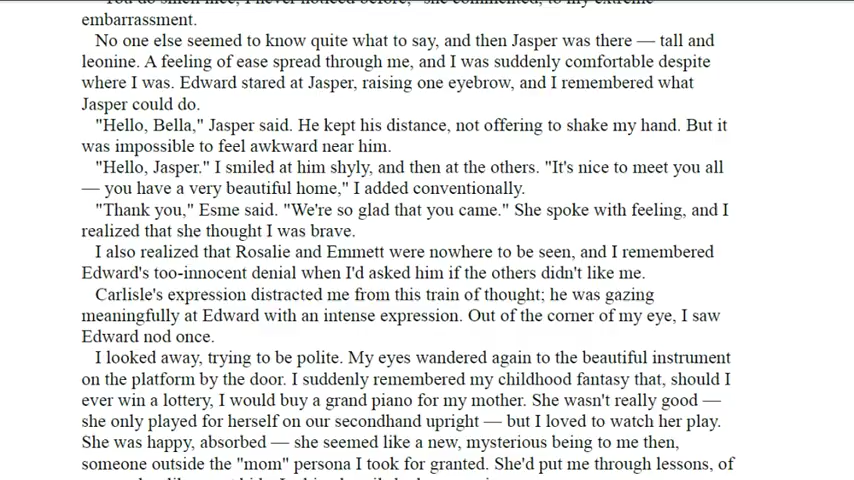 "You do smell nice, I never noticed before," she commented, to my extreme
embarrassment.
No one else seemed to know quite what to say, and then Jasper was there — tall and
leonine. A feeling of ease spread through me, and I was suddenly comfortable despite
where I was. Edward stared at Jasper, raising one eyebrow, and I remembered what
Jasper could do.
"Hello, Bella," Jasper said. He kept his distance, not offering to shake my hand. But it
was impossible to feel awkward near him.
"Hello, Jasper." I smiled at him shyly, and then at the others. "It's nice to meet you all
— you have a very beautiful home," I added conventionally.
"Thank you," Esme said. "We're so glad that you came." She spoke with feeling, and I
realized that she thought I was brave.
I also realized that Rosalie and Emmett were nowhere to be seen, and I remembered
Edward's too-innocent denial when I'd asked him if the others didn't like me.
Carlisle's expression distracted me from this train of thought; he was gazing
meaningfully at Edward with an intense expression. Out of the corner of my eye, I saw
Edward nod once.
I looked away, trying to be polite. My eyes wandered again to the beautiful instrument
on the platform by the door. I suddenly remembered my childhood fantasy that, should I
ever win a lottery, I would buy a grand piano for my mother. She wasn't really good —
she only played for herself on our secondhand upright — but I loved to watch her play.
She was happy, absorbed — she seemed like a new, mysterious being to me then,
someone outside the "mom" persona I took for granted. She'd put me through lessons, of